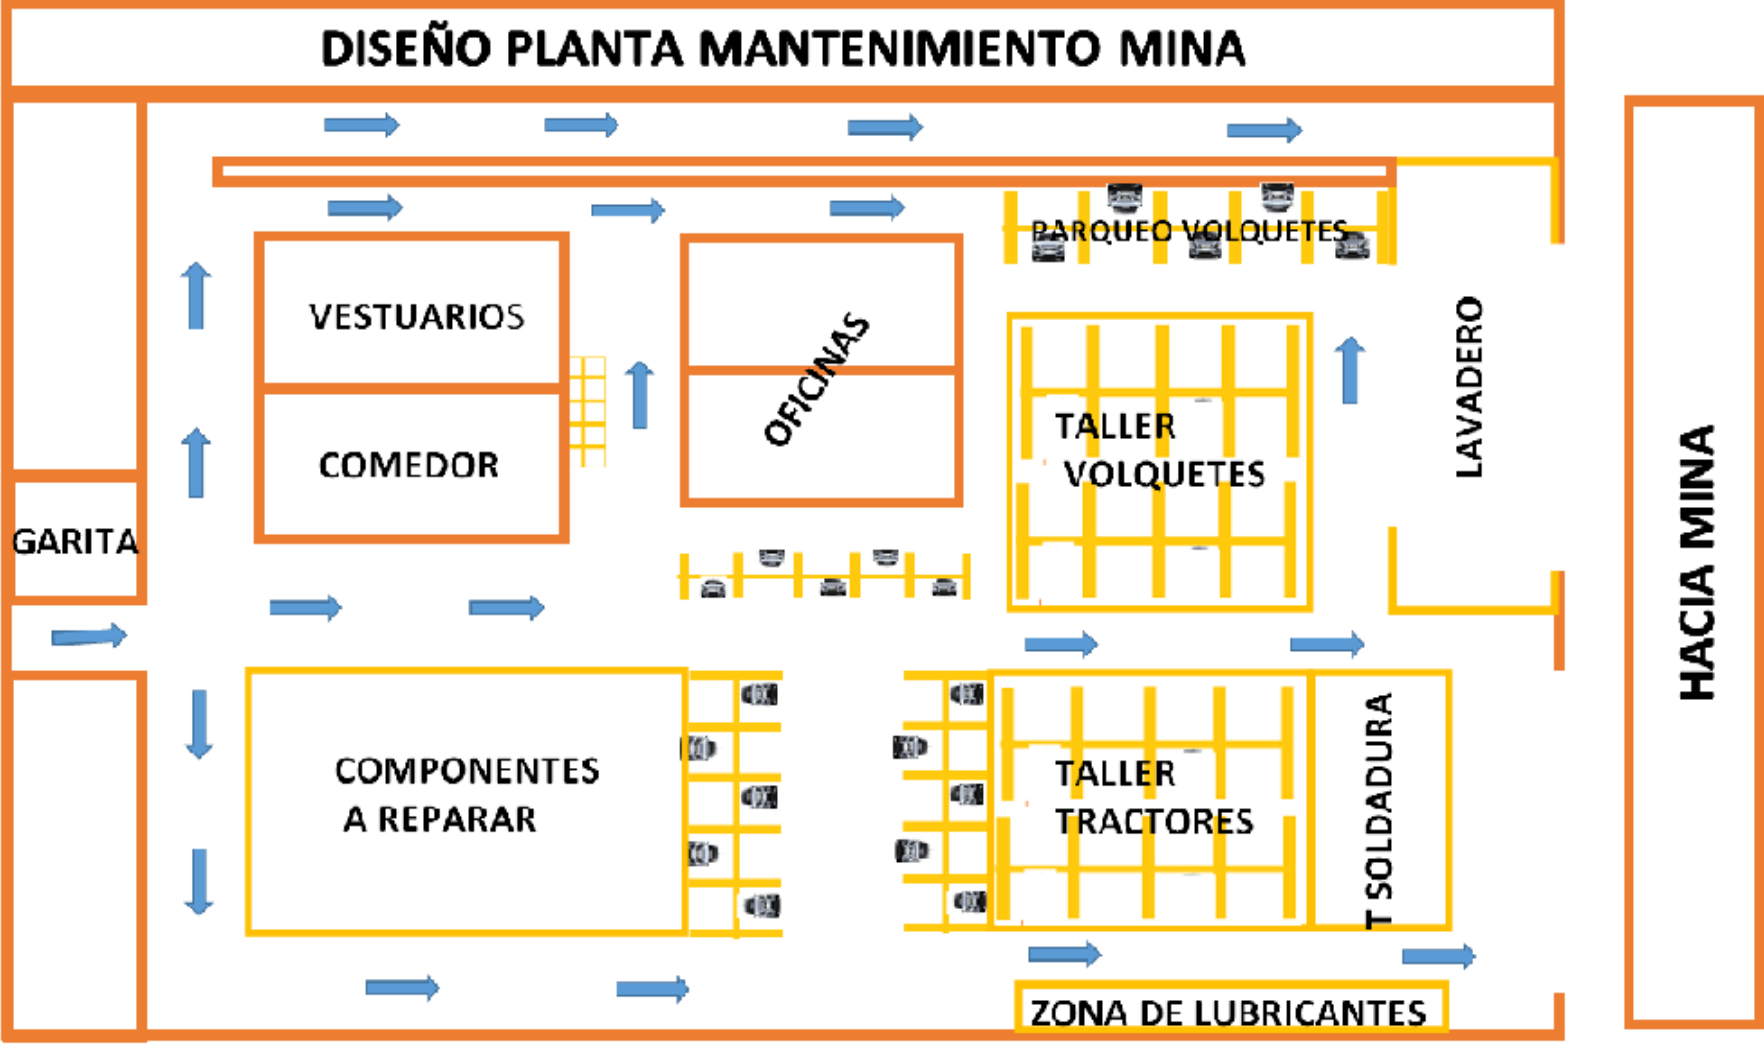 DISEÑO PLANTA MANTENIMIENTO MINA
PARQUEO VOLQUETES
VESTUARIOS
OFICINAS
COMEDOR
TALLER
VOLQUETES
LAVADERO
GARITA
HACIA MINA
COMPONENTES
A REPARAR
TALLER
TRACTORES
T SOLDADURA
ZONA DE LUBRICANTES